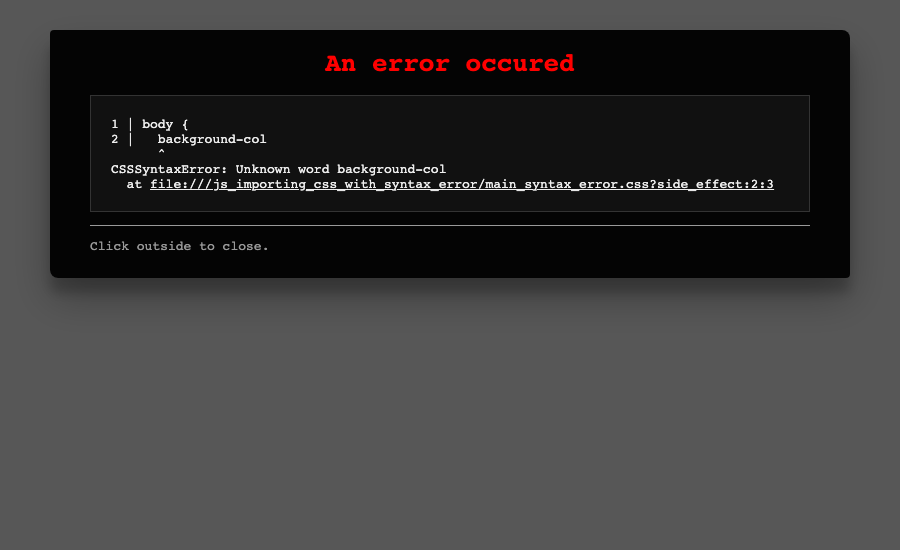 An error occured
1 | body {
2 |   background-col
      ^
CSSSyntaxError: Unknown word background-col
  at file:///js_importing_css_with_syntax_error/main_syntax_error.css?side_effect:2:3
Click outside to close.